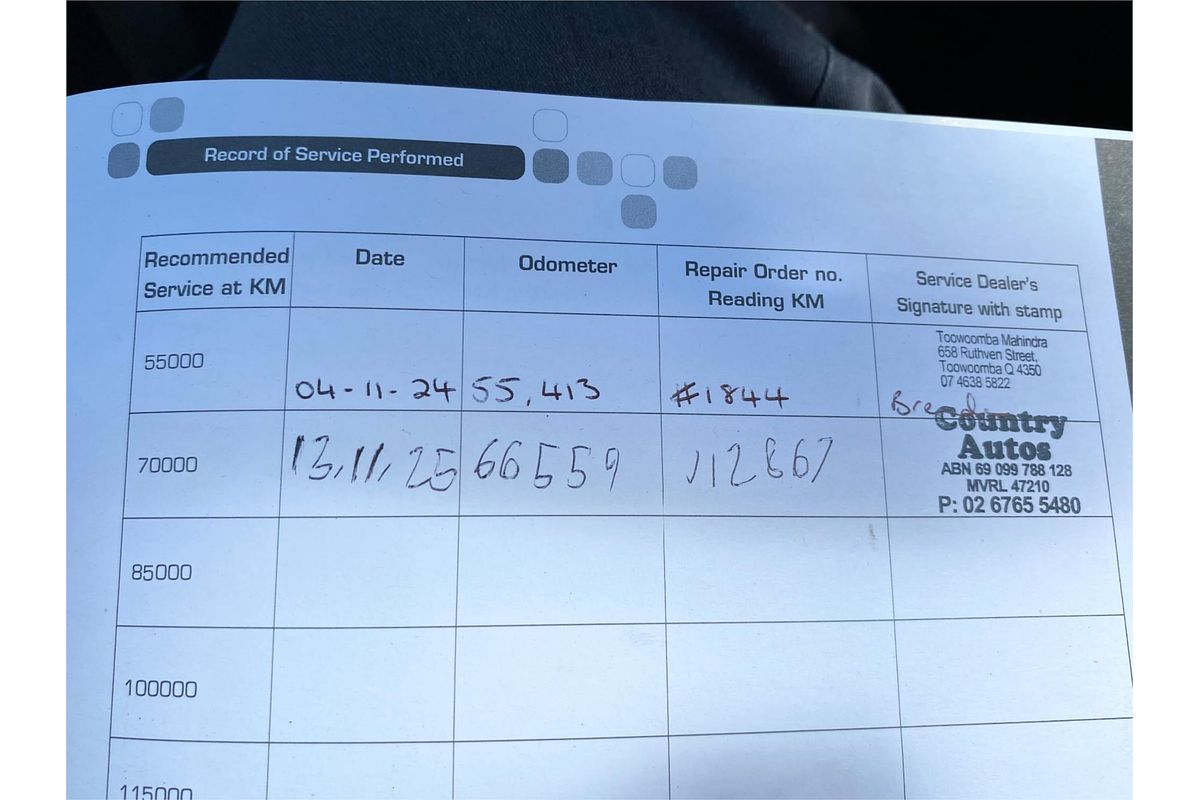 Record of Service Performed
Recommended
Service at KM
Date
Odometer
Repair Order no.
Reading KM
Service Dealer's
Signature with stamp
55000
04-11-24
55,413
#1844
Toowoomba Mahindra
658 Ruthven Street,
Toowoomba Q 4350
07 4638 5822
70000
13,11,25
66559
112867
Country
Autos
ABN 69 099 788 128
MVRL 47210
P: 02 6765 5480
85000
100000
115000